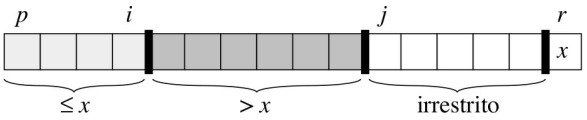 p i j r
x
≤ x > x irrestrito